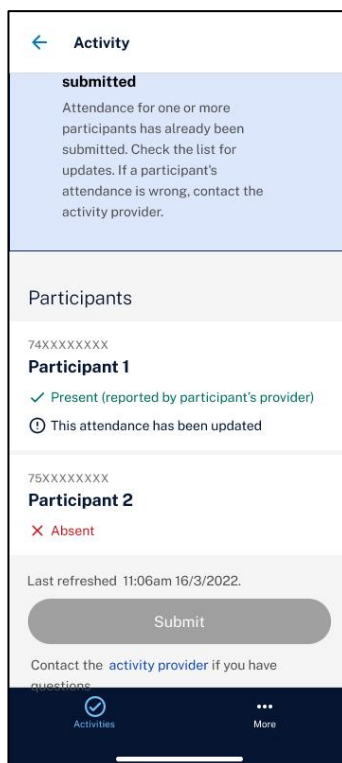 Activity
submitted
Attendance for one or more
participants has already been
submitted. Check the list for
updates. If a participant's
attendance is wrong, contact the
activity provider.
Participants
74XXXXXXXX
Participant 1
Present (reported by participant's provider)
This attendance has been updated
75XXXXXXXX
Participant 2
Absent
Last refreshed 11:06am 16/3/2022.
Submit
Contact the activity provider if you have
questions
Activities
More